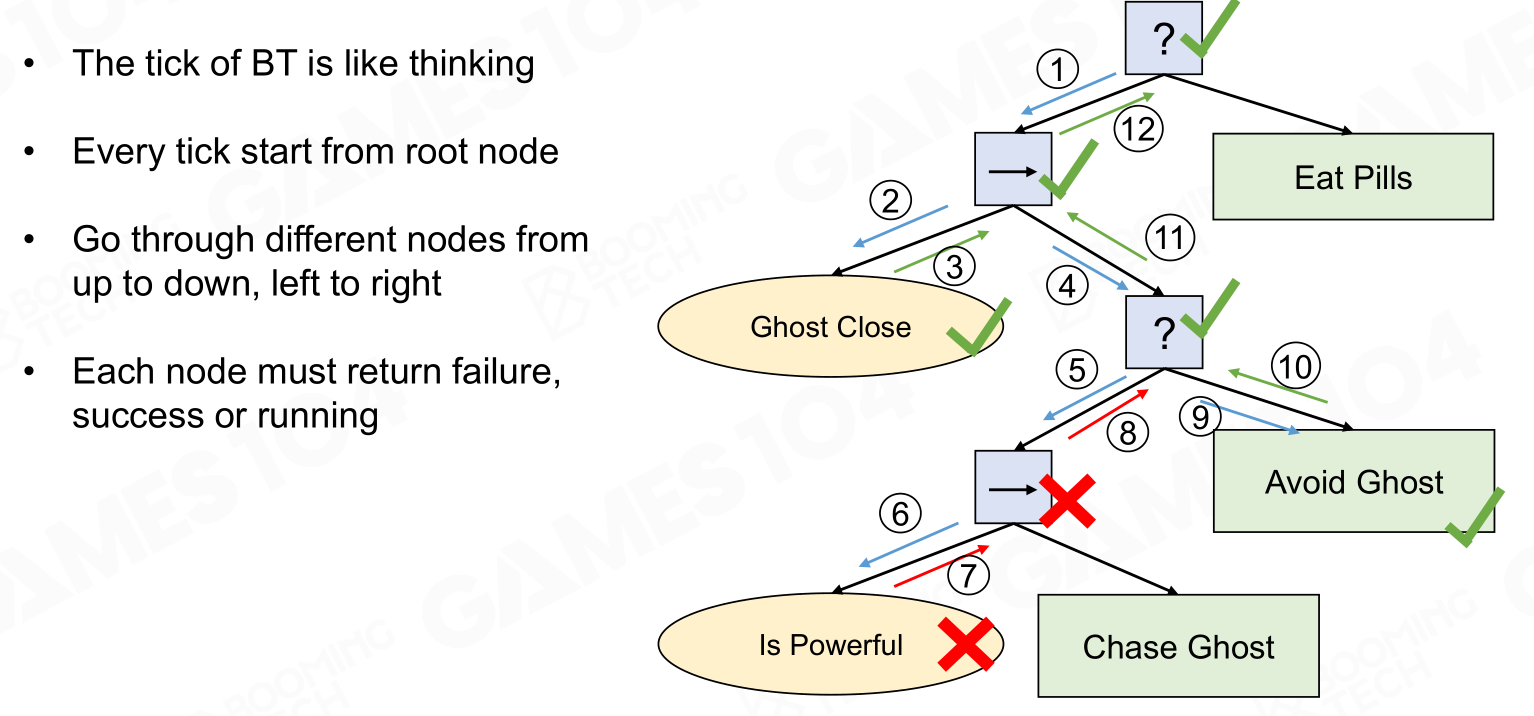 • The tick of BT is like thinking
• Every tick start from root node
• Go through different nodes from
up to down, left to right
• Each node must return failure,
success or running
?
①
⑫
→
Eat Pills
②
③
⑪
④
Ghost Close
?
⑤
⑧
⑩
⑨
→
Avoid Ghost
⑥
⑦
Is Powerful
Chase Ghost
GAMES104
BOOMING
TECH